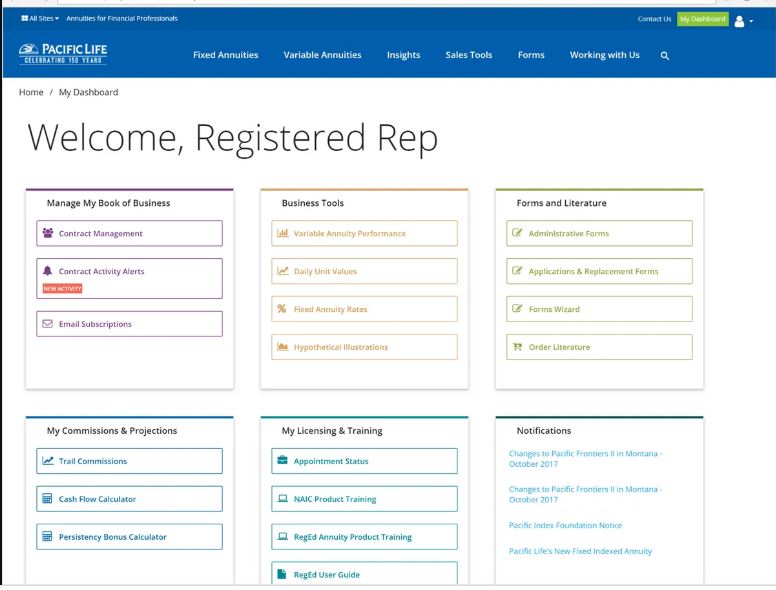 All Sites Annuities for Financial Professionals
Contact Us My Dashboard
PACIFIC LIFE
CELEBRATING 150 YEARS
Fixed Annuities Variable Annuities Insights Sales Tools Forms Working with Us
Home / My Dashboard
Welcome, Registered Rep
Manage My Book of Business
Contract Management
Contract Activity Alerts
NEW ACTIVITY
Email Subscriptions
Business Tools
Variable Annuity Performance
Daily Unit Values
Fixed Annuity Rates
Hypothetical Illustrations
Forms and Literature
Administrative Forms
Applications & Replacement Forms
Forms Wizard
Order Literature
My Commissions & Projections
Trail Commissions
Cash Flow Calculator
Persistency Bonus Calculator
My Licensing & Training
Appointment Status
NAIC Product Training
RegEd Annuity Product Training
RegEd User Guide
Notifications
Changes to Pacific Frontiers II in Montana -
October 2017
Changes to Pacific Frontiers II in Montana -
October 2017
Pacific Index Foundation Notice
Pacific Life's New Fixed Indexed Annuity